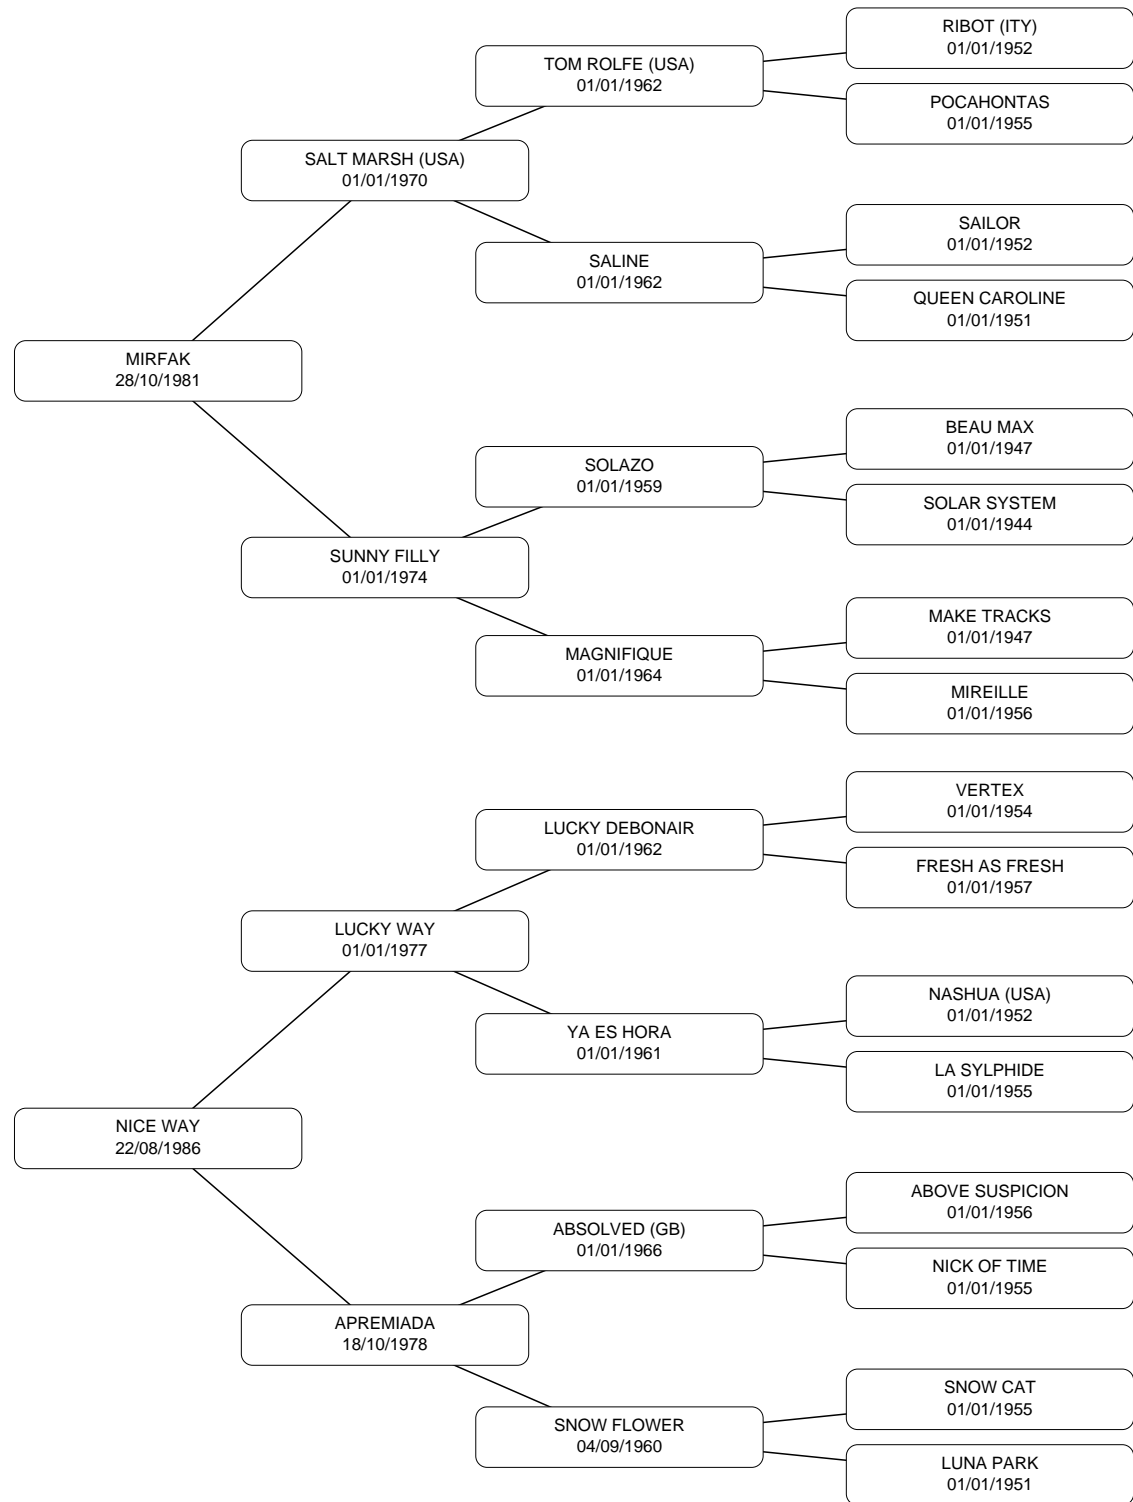 RIBOT (ITY)
01/01/1952
TOM ROLFE (USA)
01/01/1962
POCAHONTAS
01/01/1955
SALT MARSH (USA)
01/01/1970
SAILOR
01/01/1952
SALINE
01/01/1962
QUEEN CAROLINE
01/01/1951
MIRFAK
28/10/1981
BEAU MAX
01/01/1947
SOLAZO
01/01/1959
SOLAR SYSTEM
01/01/1944
SUNNY FILLY
01/01/1974
MAKE TRACKS
01/01/1947
MAGNIFIQUE
01/01/1964
MIREILLE
01/01/1956
VERTEX
01/01/1954
LUCKY DEBONAIR
01/01/1962
FRESH AS FRESH
01/01/1957
LUCKY WAY
01/01/1977
NASHUA (USA)
01/01/1952
YA ES HORA
01/01/1961
LA SYLPHIDE
01/01/1955
NICE WAY
22/08/1986
ABOVE SUSPICION
01/01/1956
ABSOLVED (GB)
01/01/1966
NICK OF TIME
01/01/1955
APREMIADA
18/10/1978
SNOW CAT
01/01/1955
SNOW FLOWER
04/09/1960
LUNA PARK
01/01/1951